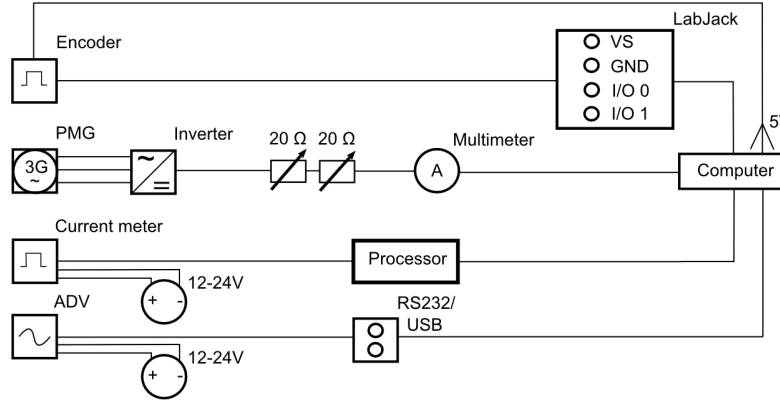 LabJack
Encoder
VS
GND
I/O 0
I/O 1
PMG
Inverter
20 Ω 20 Ω
Multimeter
5
3G
~
~
=
A
Computer
Current meter
Processor
12-24V
+ -
ADV
RS232/
USB
12-24V
+ -